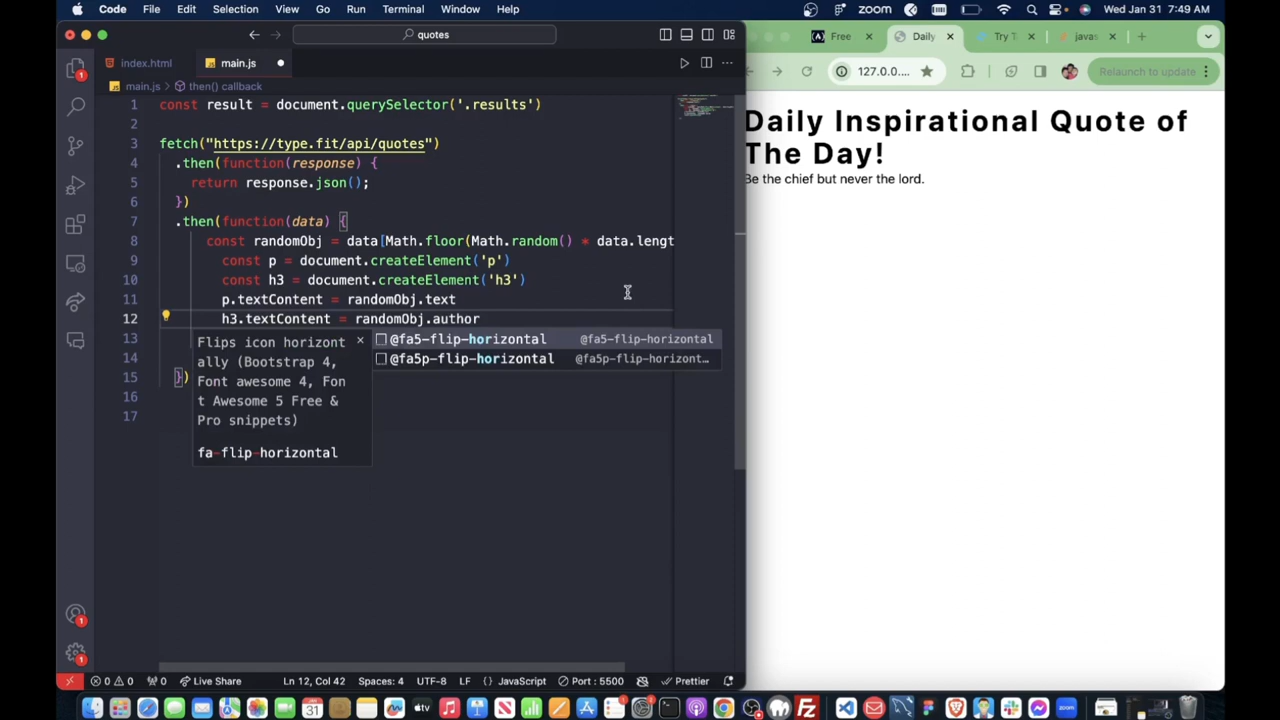 Code File Edit Selection View Go Run Terminal Window Help zoom Wed Jan 31 7:49 AM
quotes
Free
Daily
Try T
javas
index.html
main.js
127.0.0....
Relaunch to update
main.js > then() callback
1 const result = document.querySelector('.results')
2
3 fetch("https://type.fit/api/quotes")
4 .then(function(response) {
5 return response.json();
6 })
7 .then(function(data) {
8 const randomObj = data[Math.floor(Math.random() * data.lengt
9 const p = document.createElement('p')
10 const h3 = document.createElement('h3')
11 p.textContent = randomObj.text
12 h3.textContent = randomObj.author
13
14
15 })
16
17
@fa5-flip-horizontal @fa5-flip-horizontal
@fa5p-flip-horizontal @fa5p-flip-horizont…
Flips icon horizont
ally (Bootstrap 4,
Font awesome 4, Fon
t Awesome 5 Free &
Pro snippets)
fa-flip-horizontal
Daily Inspirational Quote of
The Day!
Be the chief but never the lord.
1
1
1
0 0 0 Live Share Ln 12, Col 42 Spaces: 4 UTF-8 LF {} JavaScript Port : 5500 Prettier